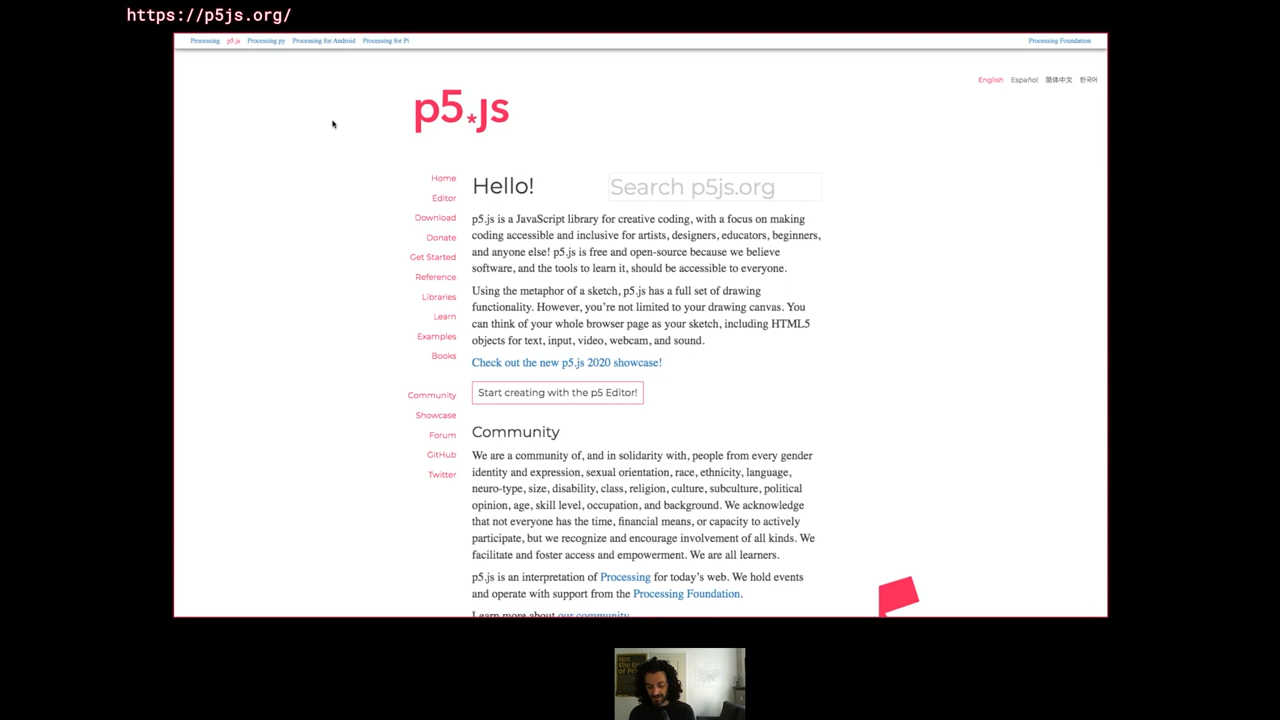 https://p5js.org/
Processing p5.js Processing.py Processing for Android Processing for Pi Processing Foundation
English Español 简体中文 한국어
p5.js
Home
Editor
Download
Donate
Get Started
Reference
Libraries
Learn
Examples
Books
Community
Showcase
Forum
GitHub
Twitter
Hello!
Search p5js.org
p5.js is a JavaScript library for creative coding, with a focus on making
coding accessible and inclusive for artists, designers, educators, beginners,
and anyone else! p5.js is free and open-source because we believe
software, and the tools to learn it, should be accessible to everyone.
Using the metaphor of a sketch, p5.js has a full set of drawing
functionality. However, you’re not limited to your drawing canvas. You
can think of your whole browser page as your sketch, including HTML5
objects for text, input, video, webcam, and sound.
Check out the new p5.js 2020 showcase!
Start creating with the p5 Editor!
Community
We are a community of, and in solidarity with, people from every gender
identity and expression, sexual orientation, race, ethnicity, language,
neuro-type, size, disability, class, religion, culture, subculture, political
opinion, age, skill level, occupation, and background. We acknowledge
that not everyone has the time, financial means, or capacity to actively
participate, but we recognize and encourage involvement of all kinds. We
facilitate and foster access and empowerment. We are all learners.
p5.js is an interpretation of Processing for today’s web. We hold events
and operate with support from the Processing Foundation.
Learn more about our community.
Not